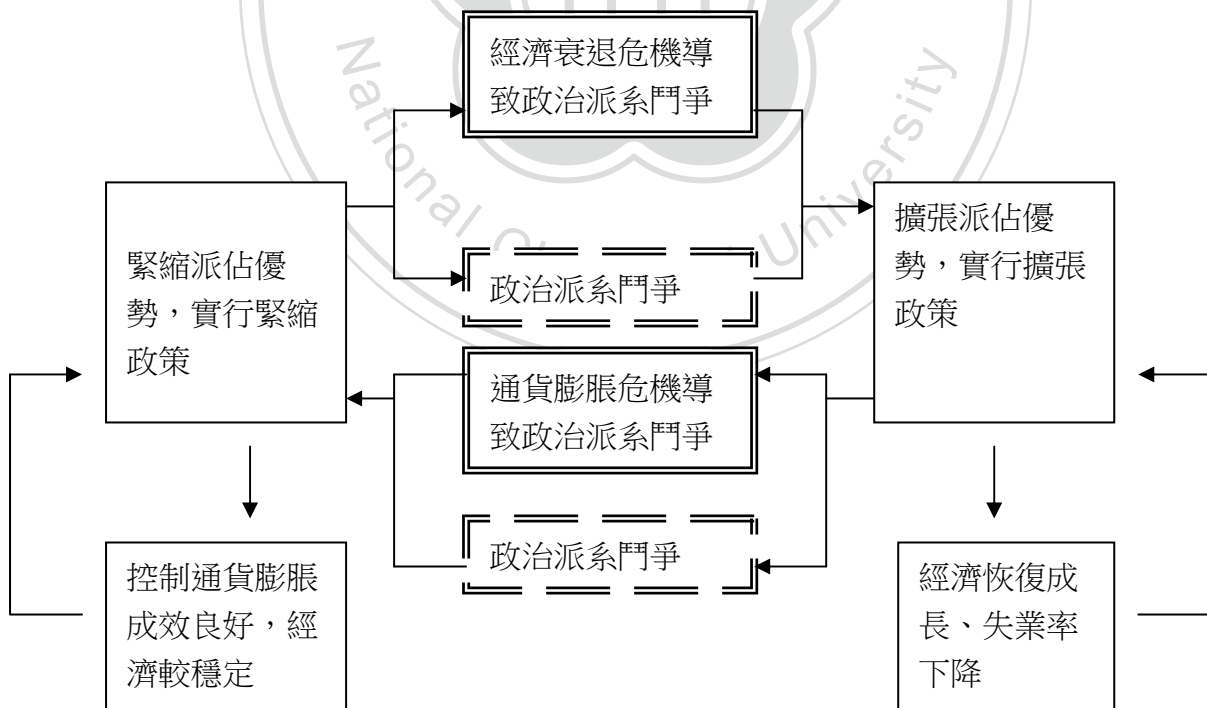 經濟衰退危機導
致政治派系鬥爭
緊縮派佔優
勢，實行緊縮
政策
政治派系鬥爭
擴張派佔優
勢，實行擴張
政策
通貨膨脹危機導
致政治派系鬥爭
政治派系鬥爭
控制通貨膨脹
成效良好，經
濟較穩定
經濟恢復成
長、失業率
下降
National
University